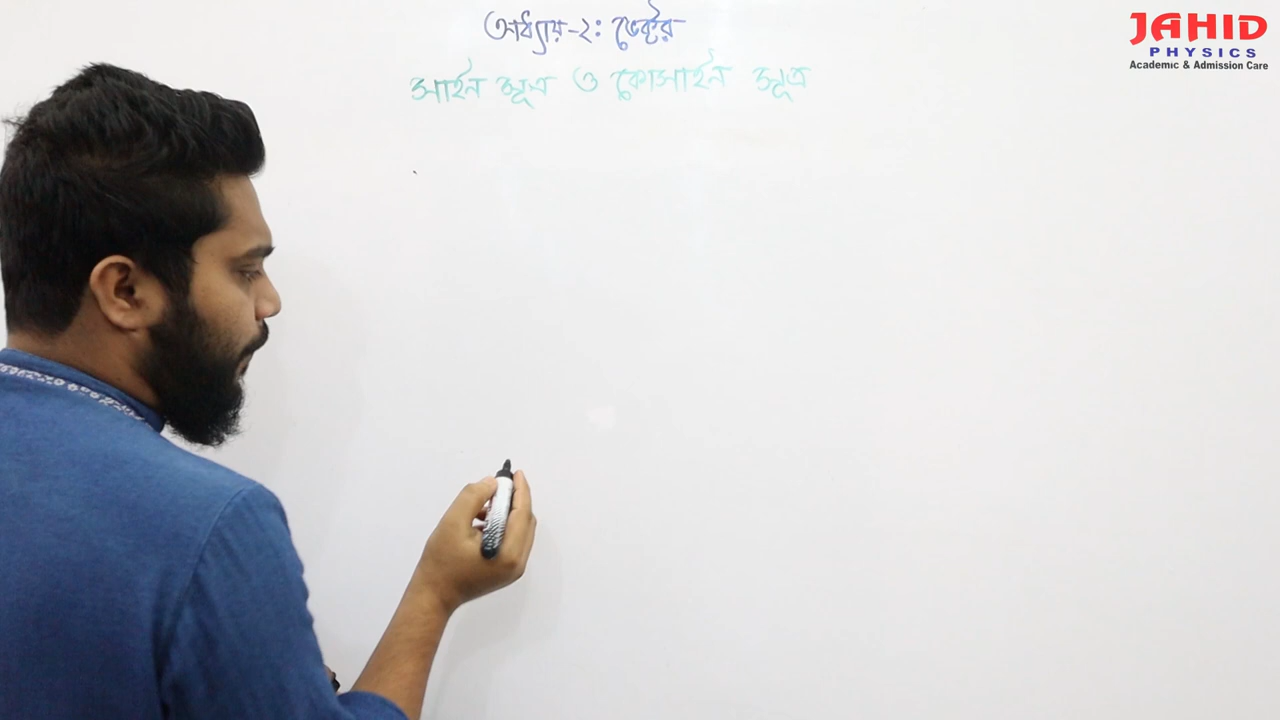 অধ্যায়-২: ভেক্টর
সাইন সূত্র ও কোসাইন সূত্র
JAHID
PHYSICS
Academic & Admission Care